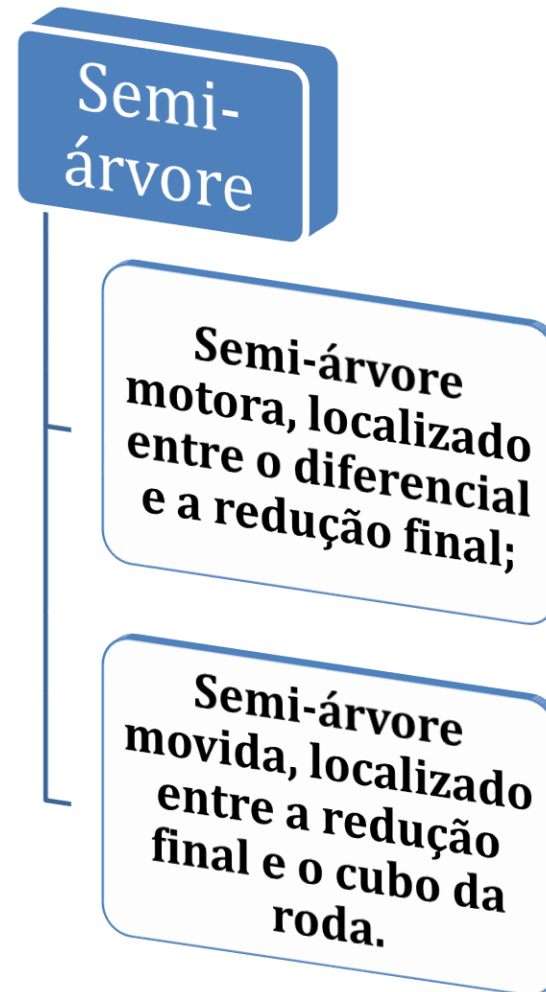 Semi-
árvore
Semi-árvore
motora, localizado
entre o diferencial
e a redução final;
Semi-árvore
movida, localizado
entre a redução
final e o cubo da
roda.